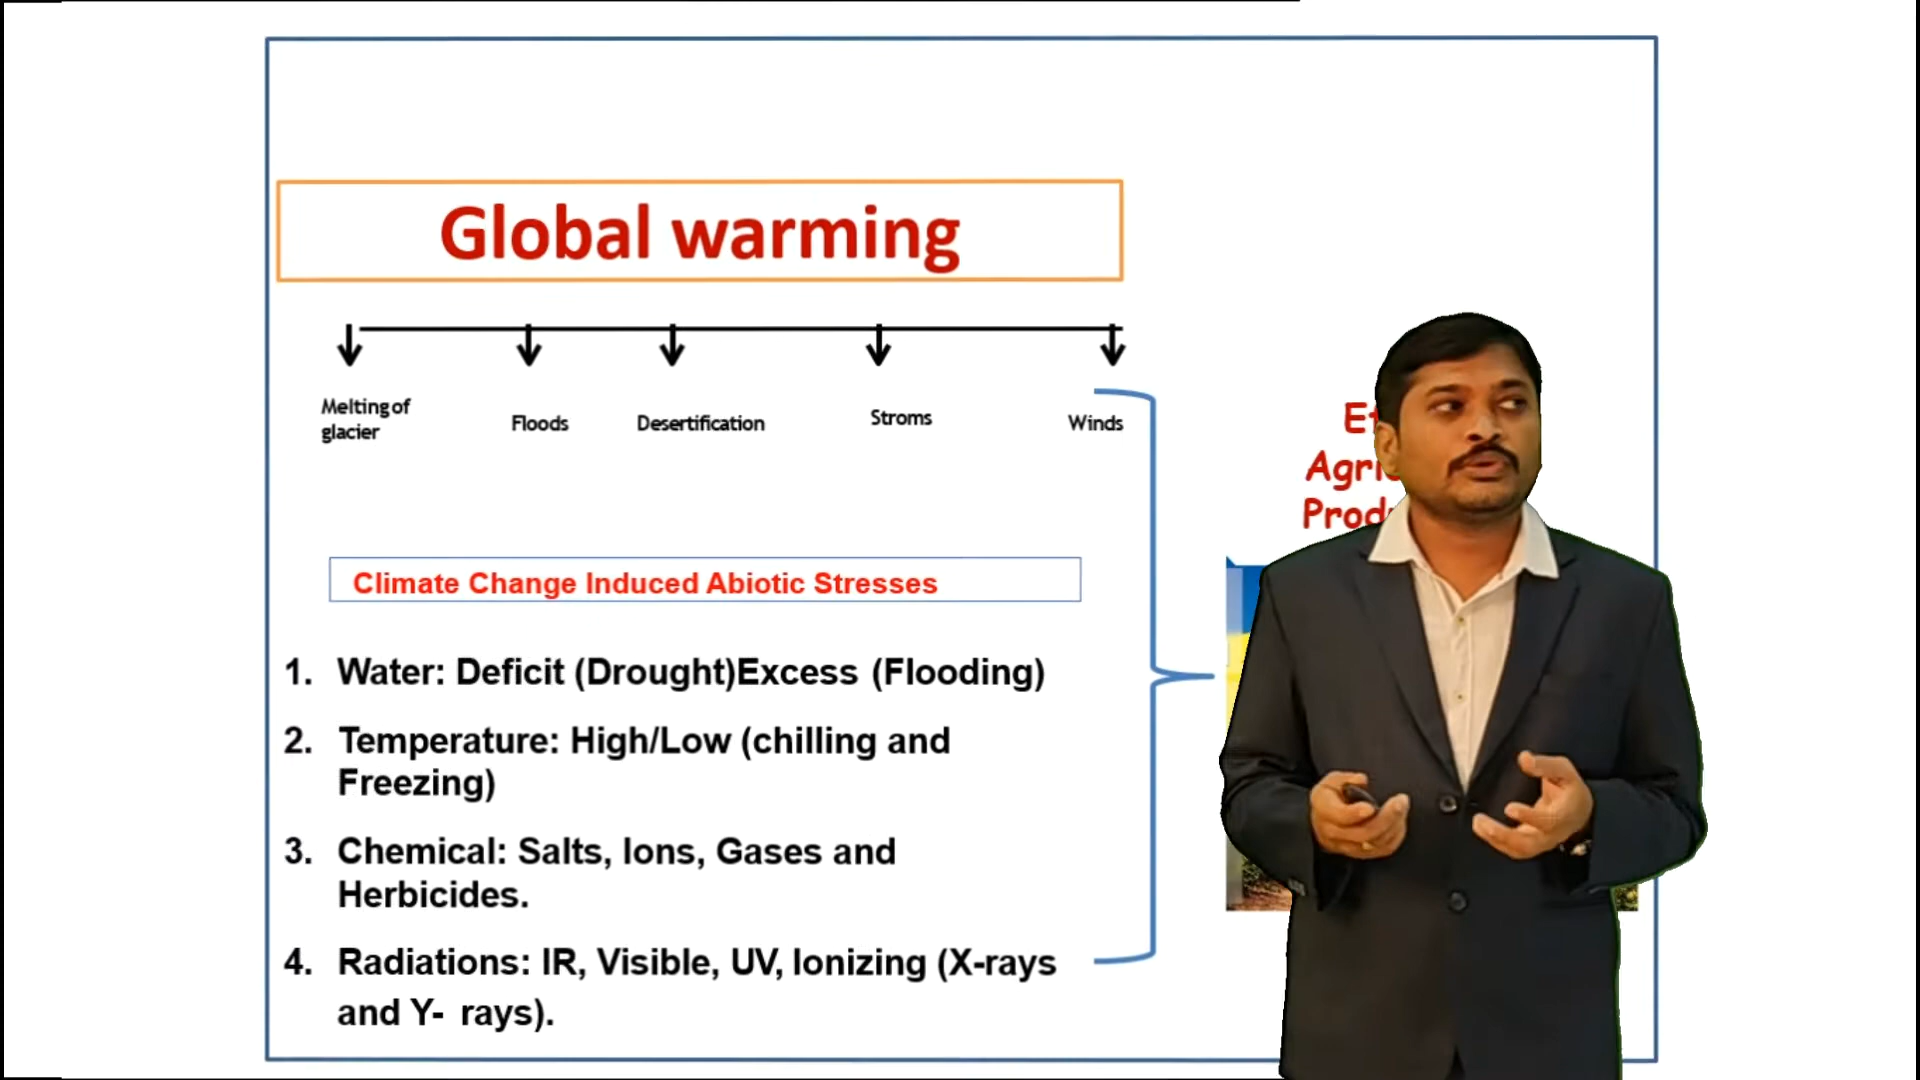 Global warming
Melting of
glacier
Floods
Desertification
Stroms
Winds
Climate Change Induced Abiotic Stresses
1. Water: Deficit (Drought)Excess (Flooding)
2. Temperature: High/Low (chilling and
Freezing)
3. Chemical: Salts, Ions, Gases and
Herbicides.
4. Radiations: IR, Visible, UV, Ionizing (X-rays
and Y- rays).